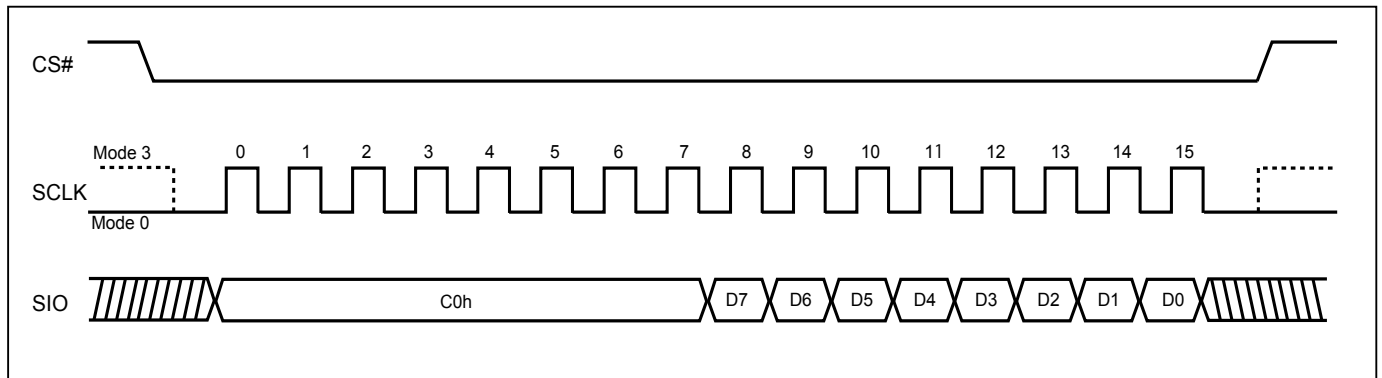 CS#
Mode 3
0 1 2 3 4 5 6 7 8 9 10 11 12 13 14 15
SCLK
Mode 0
SIO
C0h D7 D6 D5 D4 D3 D2 D1 D0